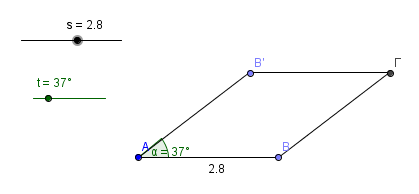 s = 2.8
t = 37°
B'
Γ
A
α = 37°
B
2.8